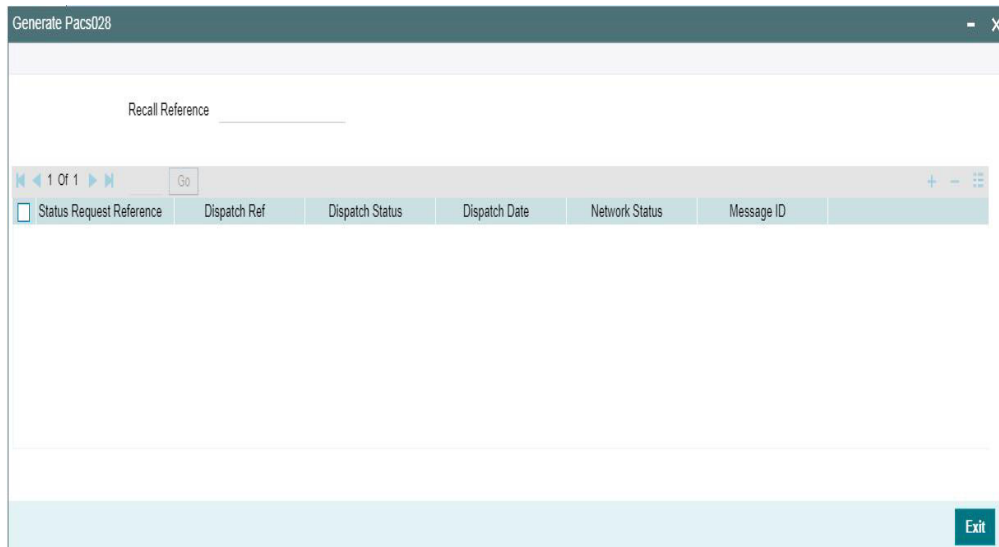 Generate Pacs028
Recall Reference
1 Of 1 Go
Status Request Reference Dispatch Ref Dispatch Status Dispatch Date Network Status Message ID
Exit